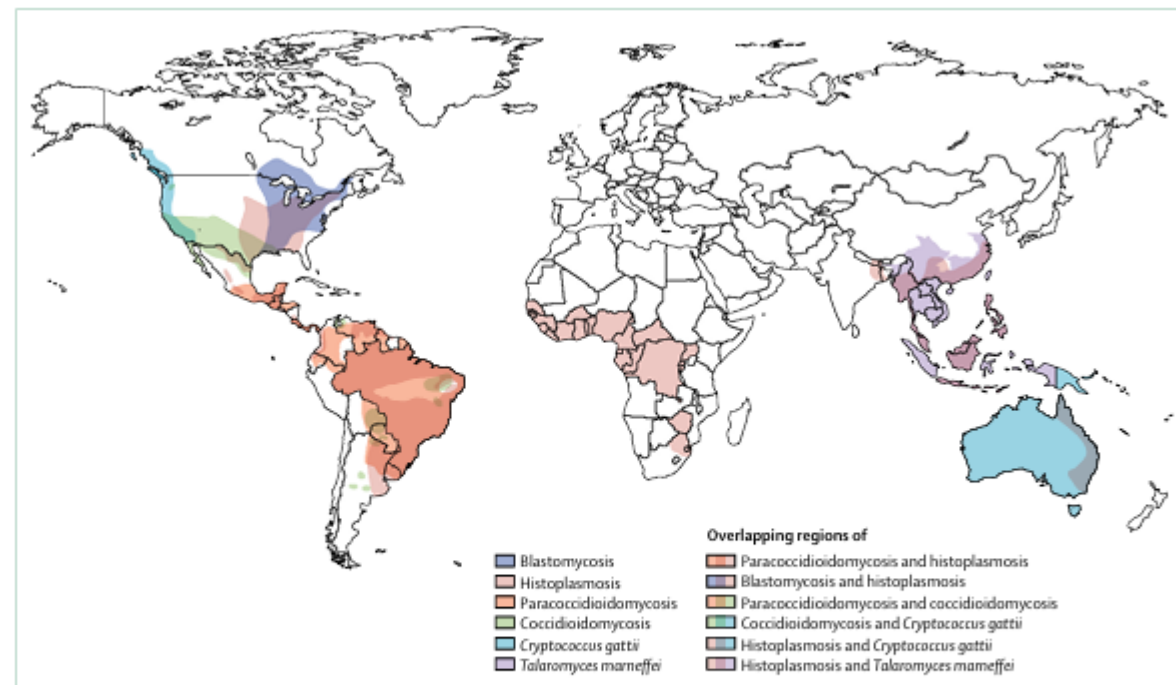 Overlapping regions of
Blastomycosis
Histoplasmosis
Paracoccidioidomycosis
Coccidioidomycosis
Cryptococcus gattii
Talaromyces marneffei
Paracoccidioidomycosis and histoplasmosis
Blastomycosis and histoplasmosis
Paracoccidioidomycosis and coccidioidomycosis
Coccidioidomycosis and Cryptococcus gattii
Histoplasmosis and Cryptococcus gattii
Histoplasmosis and Talaromyces marneffei